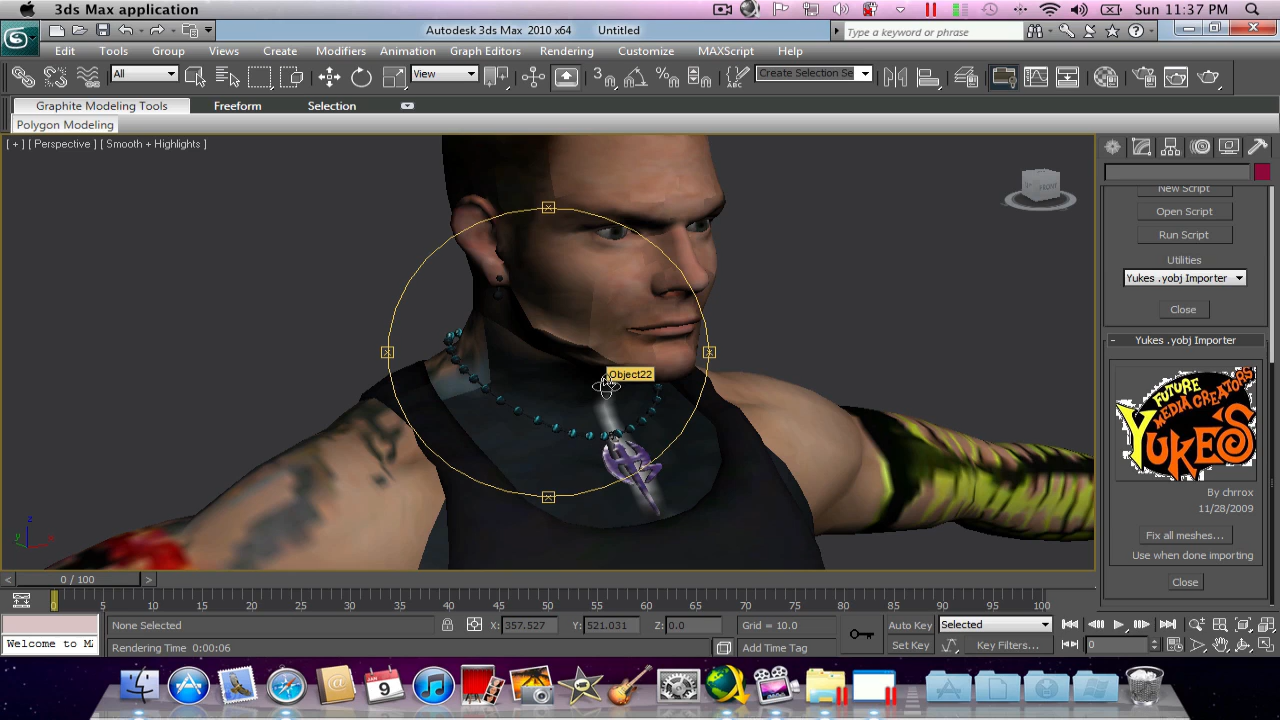 3ds Max application
Sun 11:37 PM
Autodesk 3ds Max 2010 x64 Untitled
Type a keyword or phrase
Edit Tools Group Views Create Modifiers Animation Graph Editors Rendering Customize MAXScript Help
All
View
3
ABC
Create Selection Se
Graphite Modeling Tools Freeform Selection
Polygon Modeling
[ + ] [ Perspective ] [ Smooth + Highlights ]
FRONT
New Script
Open Script
Run Script
Utilities
Yukes .yobj Importer
Close
- Yukes .yobj Importer
FUTURE
MEDIA CREATORS
YUKE'S
By chrrox
11/28/2009
Fix all meshes...
Use when done importing
Close
Object22
z
y
x
< 0 / 100 >
0 5 10 15 20 25 30 35 40 45 50 55 60 65 70 75 80 85 90 95 100
None Selected
X: 357.527 Y: 521.031 Z: 0.0
Grid = 10.0
Auto Key
Selected
Welcome to M
Rendering Time 0:00:06
Add Time Tag
Set Key
Key Filters...
0
JAN
9